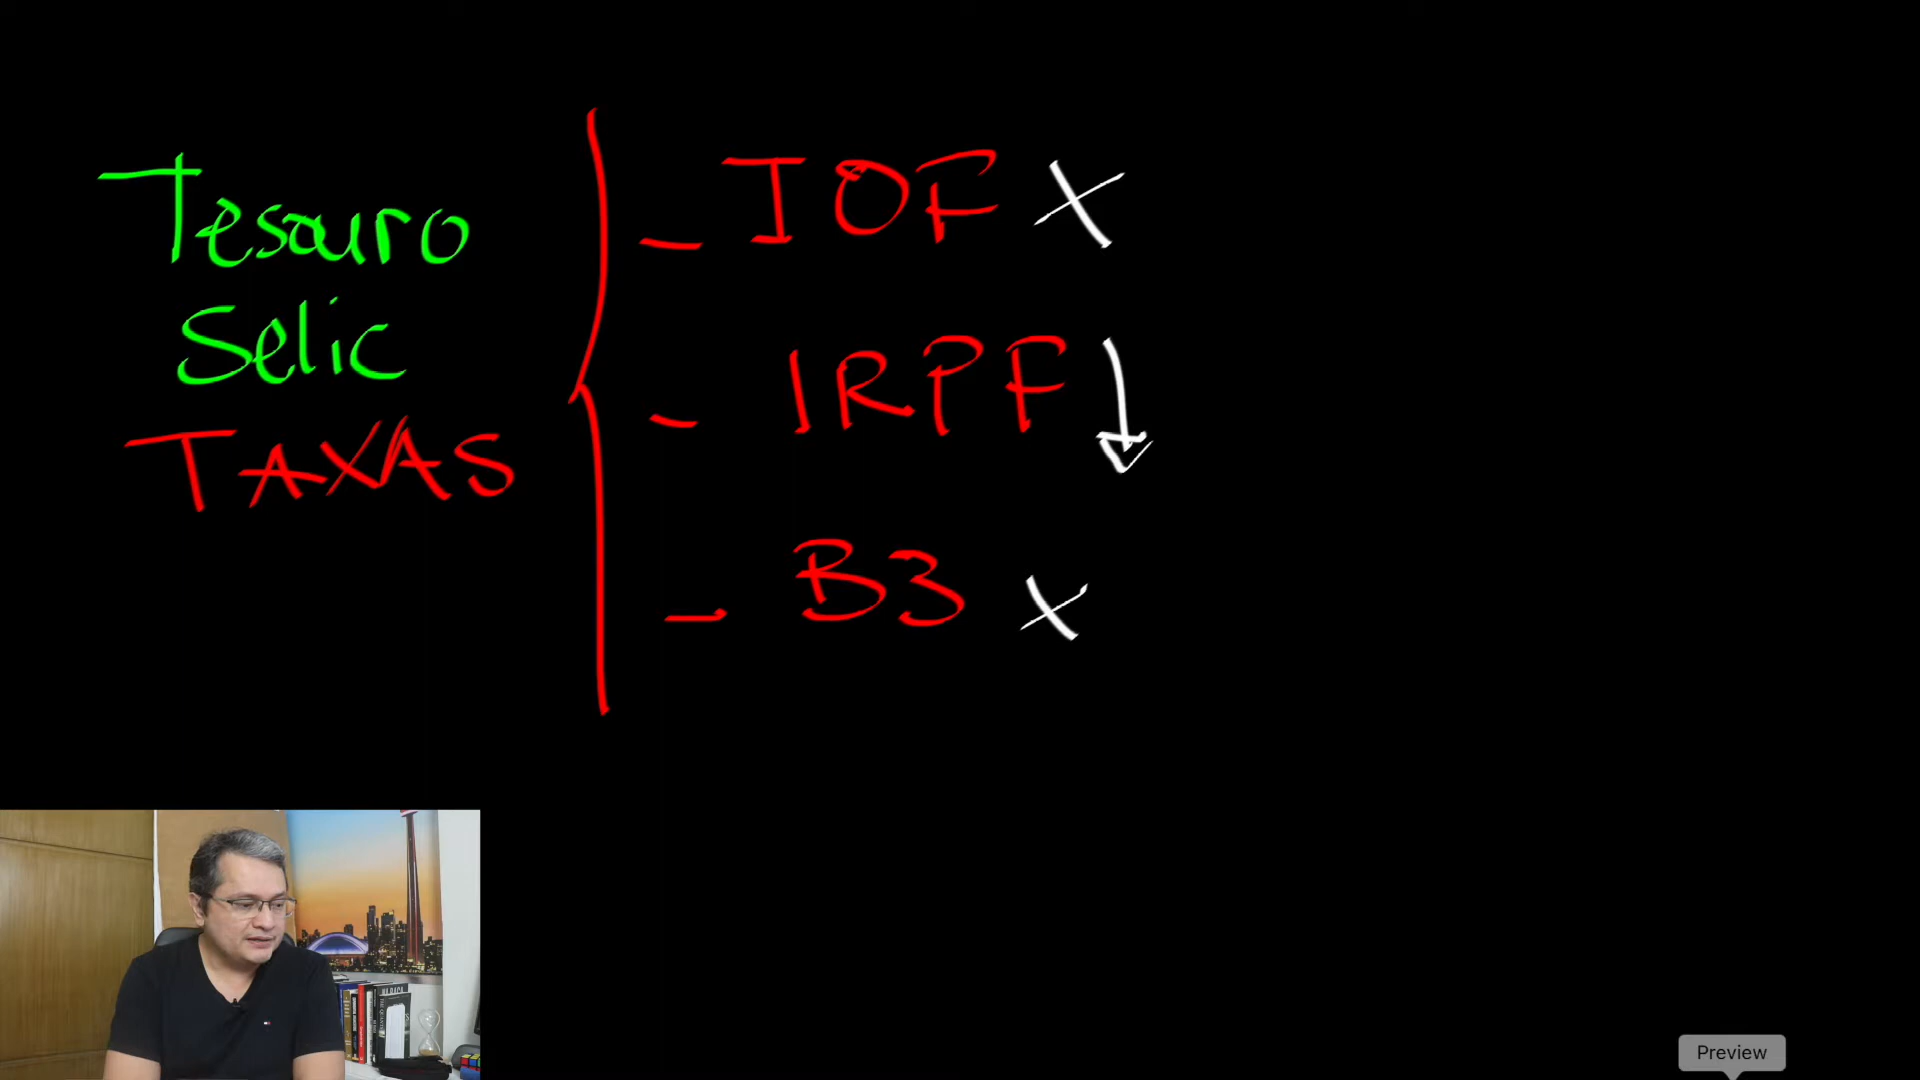 Tesouro
Selic
TAXAS
- IOF X
- IRPF ↓
- B3 X
Preview